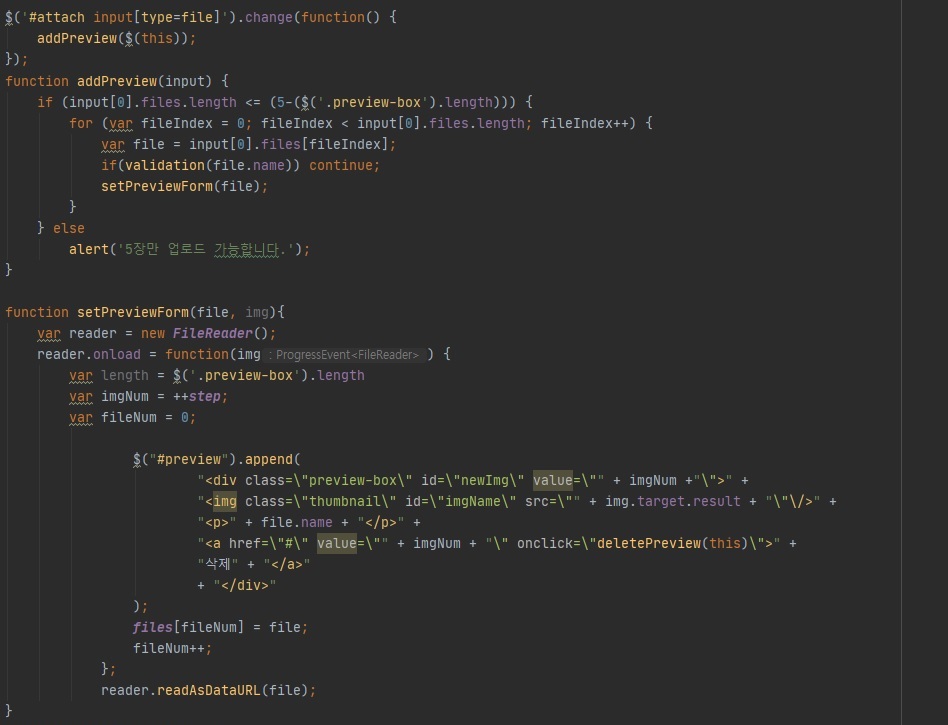 $('#attach input[type=file]').change(function() {
    addPreview($(this));
});
function addPreview(input) {
    if (input[0].files.length <= (5-($('.preview-box').length))) {
        for (var fileIndex = 0; fileIndex < input[0].files.length; fileIndex++) {
            var file = input[0].files[fileIndex];
            if(validation(file.name)) continue;
            setPreviewForm(file);
        }
    } else
        alert('5장만 업로드 가능합니다.');
}
function setPreviewForm(file, img){
    var reader = new FileReader();
    reader.onload = function(img : ProgressEvent<FileReader> ) {
        var length = $('.preview-box').length
        var imgNum = ++step;
        var fileNum = 0;
                $("#preview").append(
                        "<div class=\"preview-box\" id=\"newImg\" value=\"" + imgNum +"\">" +
                        "<img class=\"thumbnail\" id=\"imgName\" src=\"" + img.target.result + "\"\/>" +
                        "<p>" + file.name + "</p>" +
                        "<a href=\"#\" value=\"" + imgNum + "\" onclick=\"deletePreview(this)\">" +
                        "삭제" + "</a>"
                        + "</div>"
                );
                files[fileNum] = file;
                fileNum++;
            };
            reader.readAsDataURL(file);
}